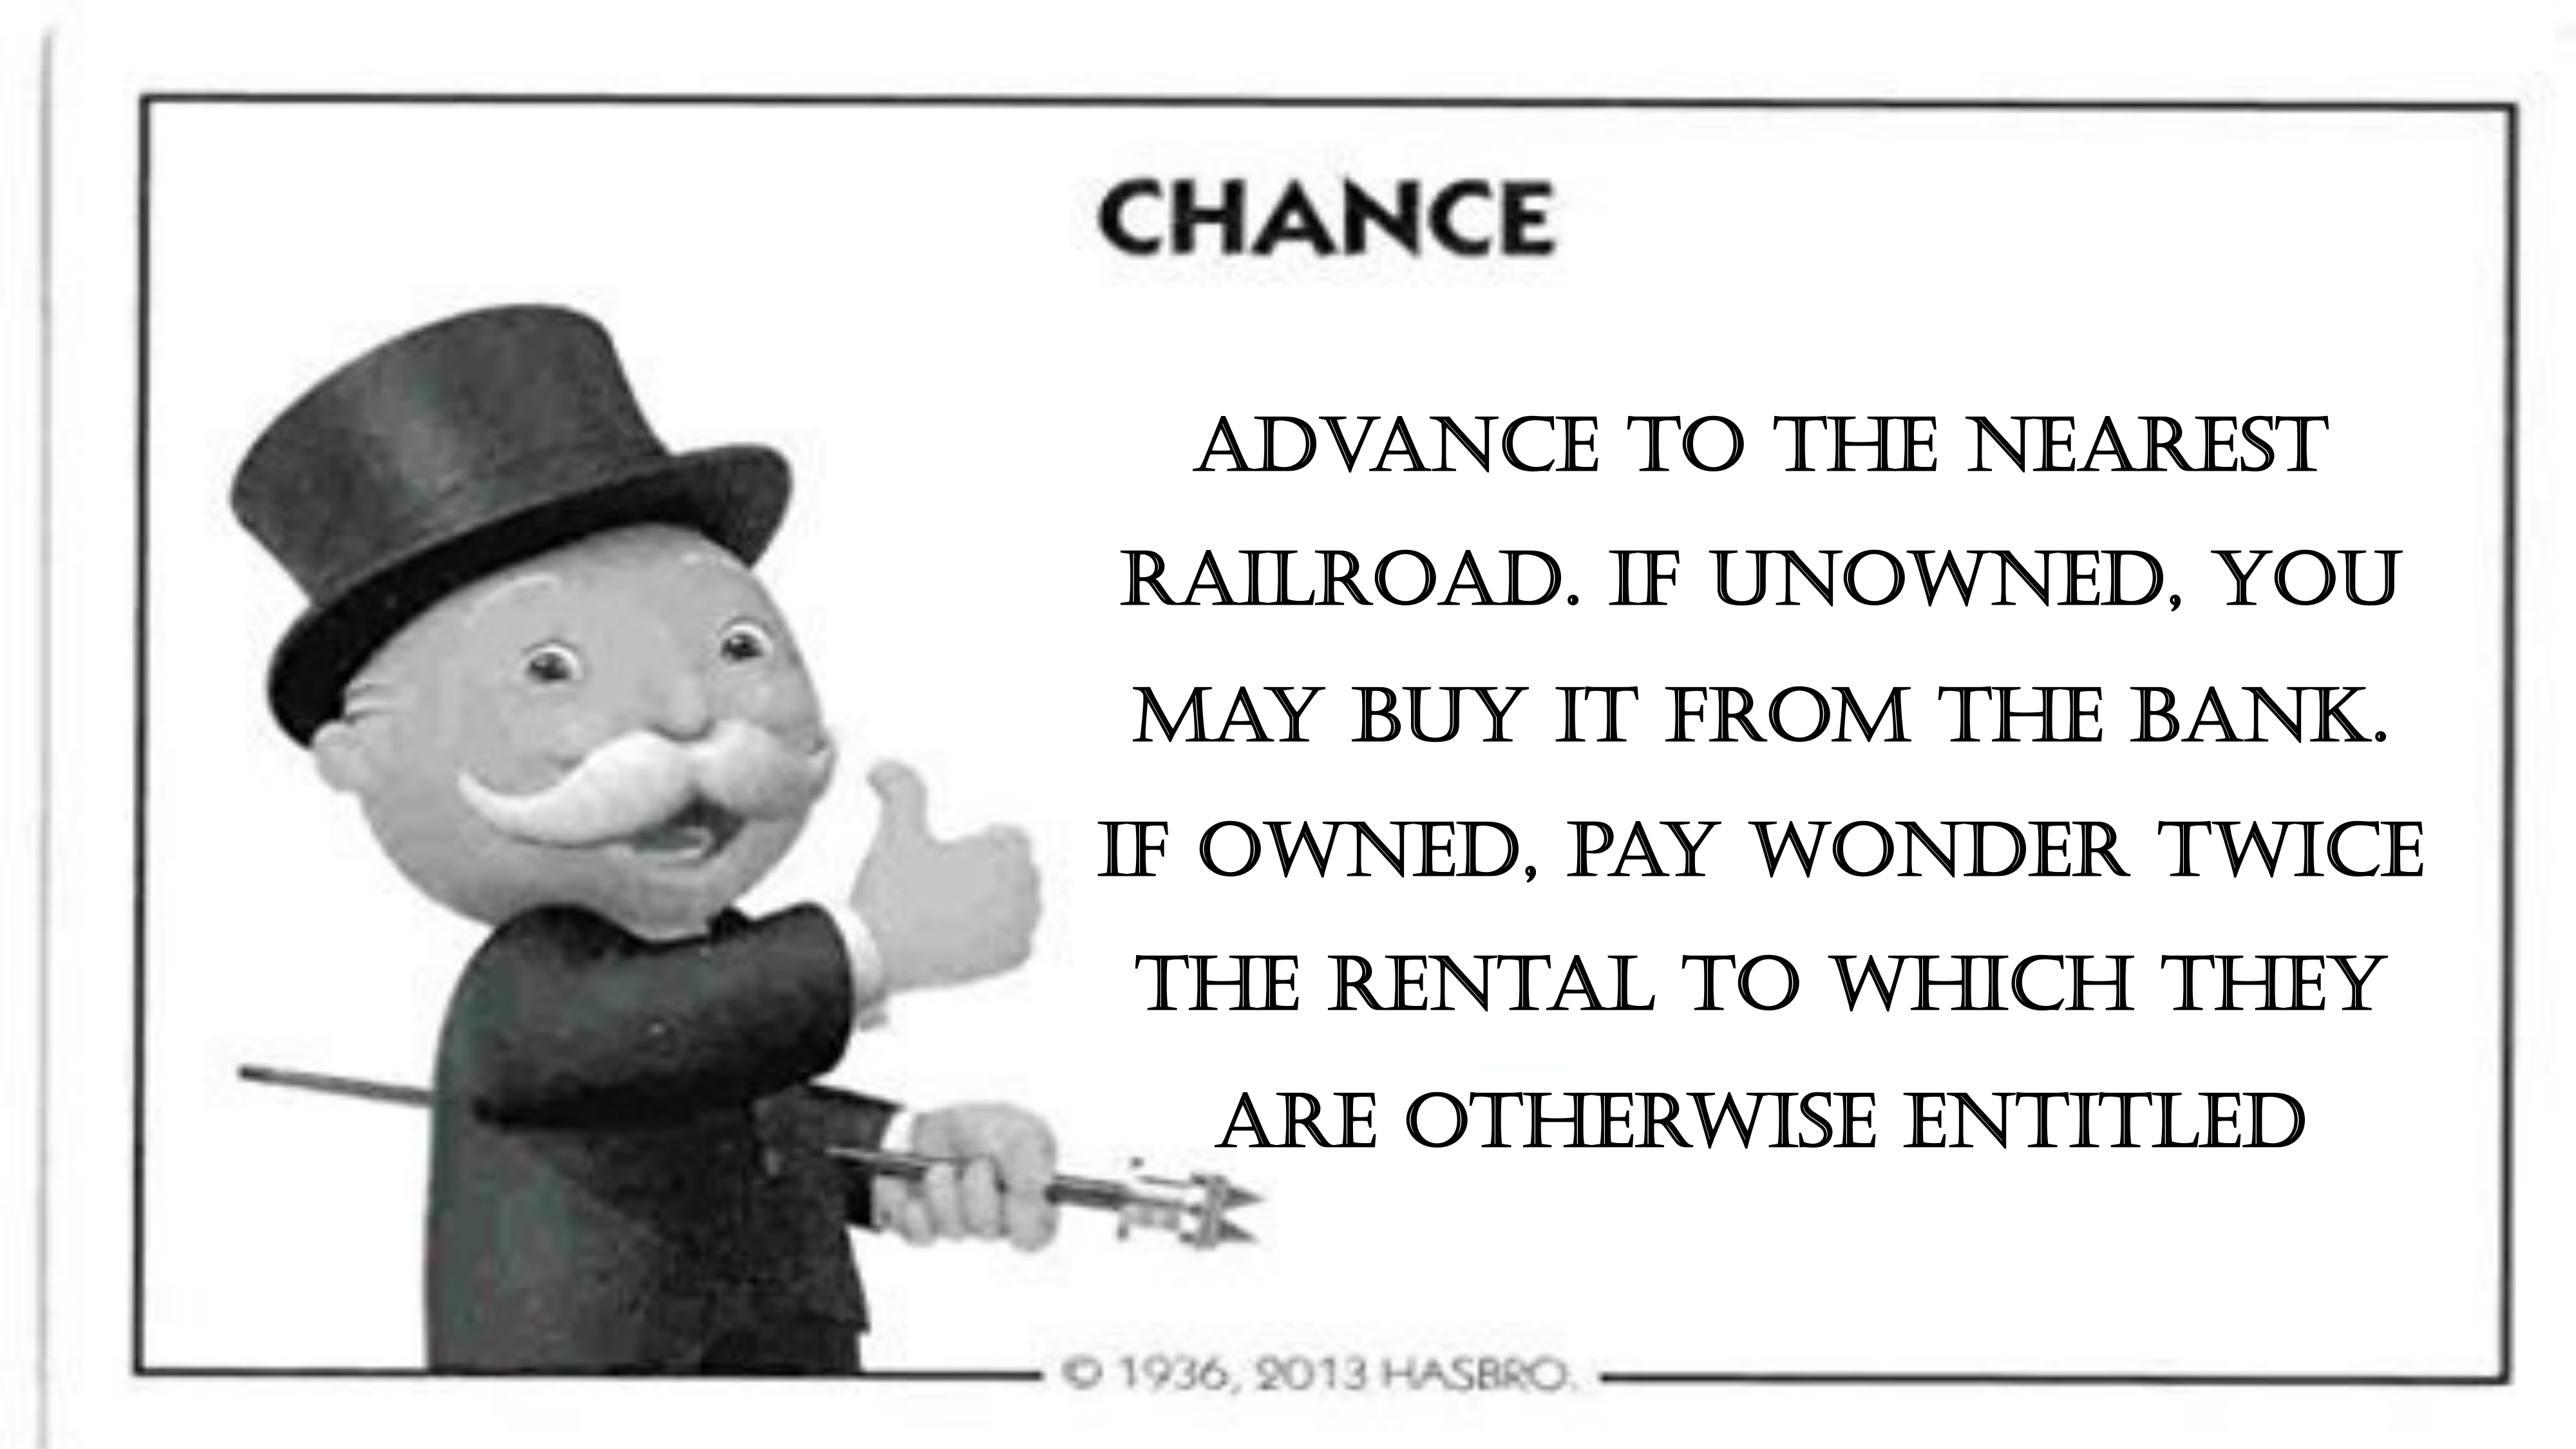 CHANCE
ADVANCE TO THE NEAREST
RAILROAD. IF UNOWNED, YOU
MAY BUY IT FROM THE BANK.
IF OWNED, PAY WONDER TWICE
THE RENTAL TO WHICH THEY
ARE OTHERWISE ENTITLED
© 1936, 2013 HASBRO.